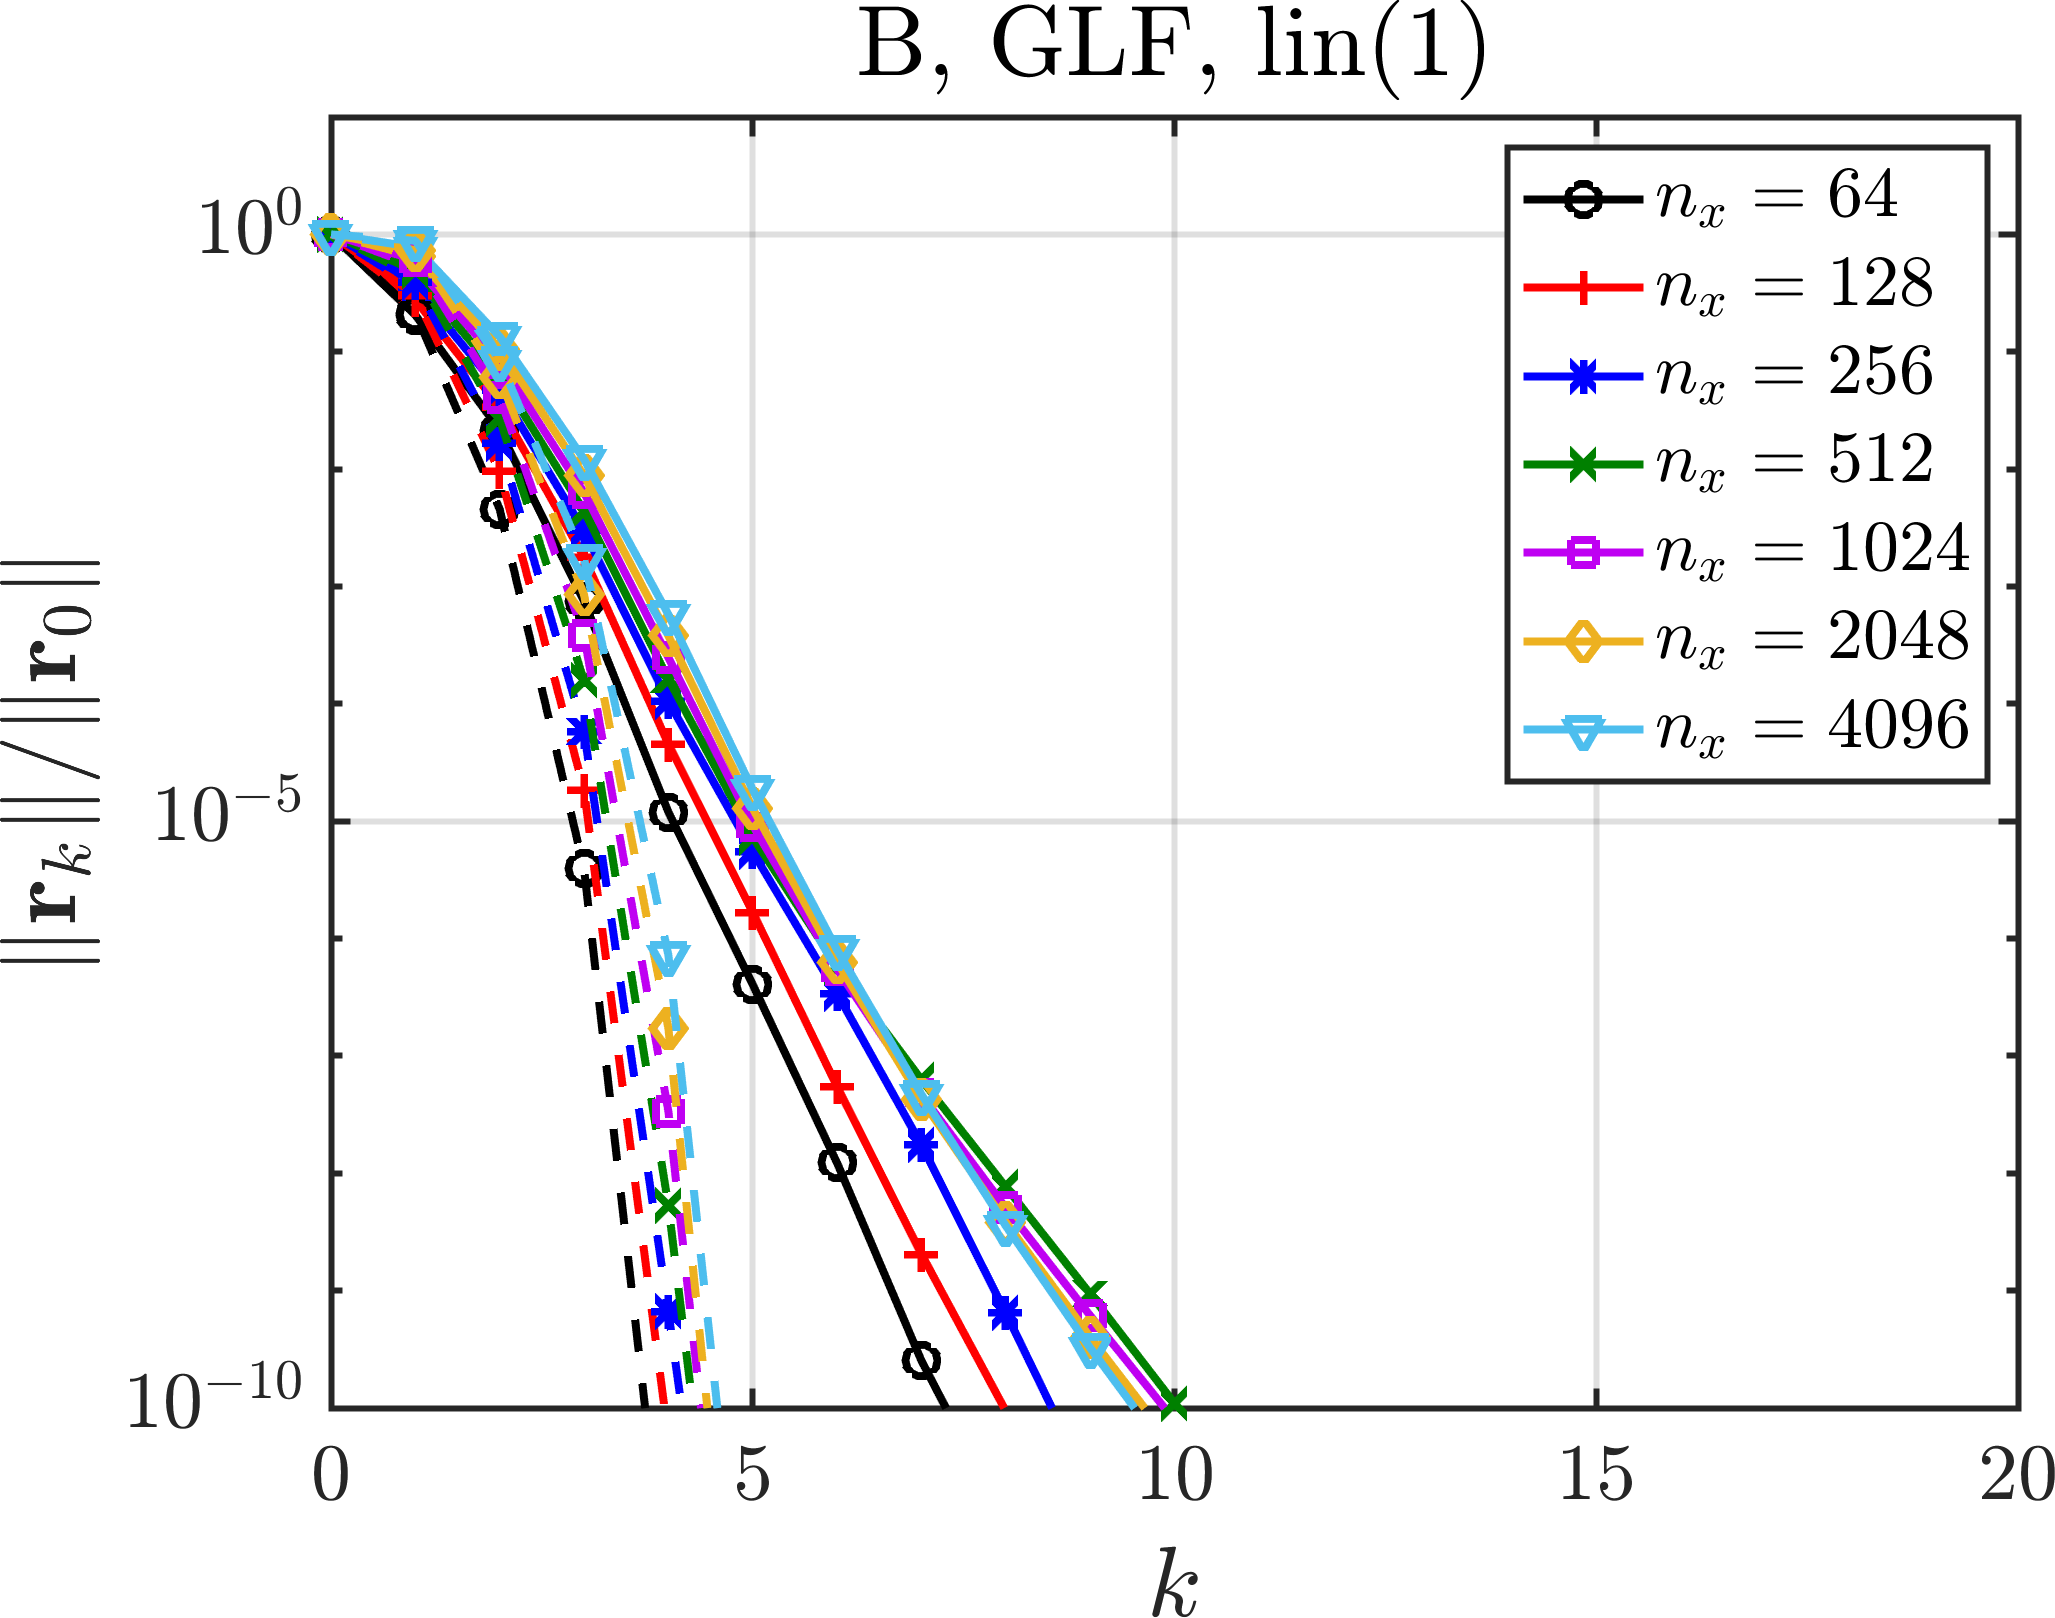 B, GLF, lin(1)
‖r_k‖/‖r_0‖
10^0
10^{-5}
10^{-10}
0 5 10 15 20
k
n_x = 64
n_x = 128
n_x = 256
n_x = 512
n_x = 1024
n_x = 2048
n_x = 4096